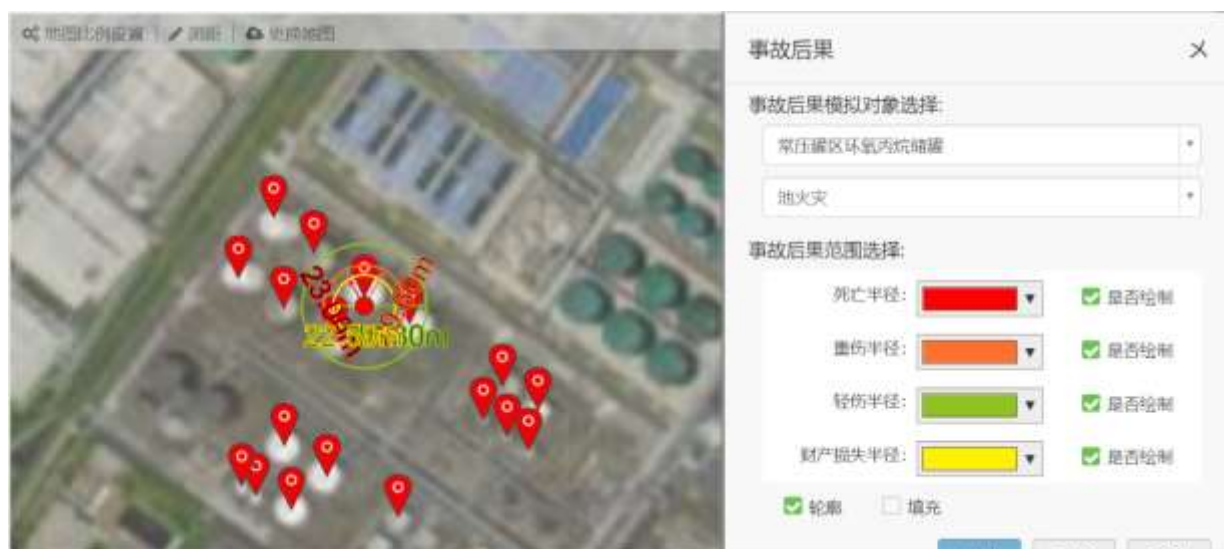 地图比例设置 | 测距 | 更换地图
事故后果
事故后果模拟对象选择:
常压罐区环氧丙烷储罐
池火灾
事故后果范围选择:
死亡半径: 是否绘制
重伤半径: 是否绘制
轻伤半径: 是否绘制
财产损失半径: 是否绘制
轮廓 填充